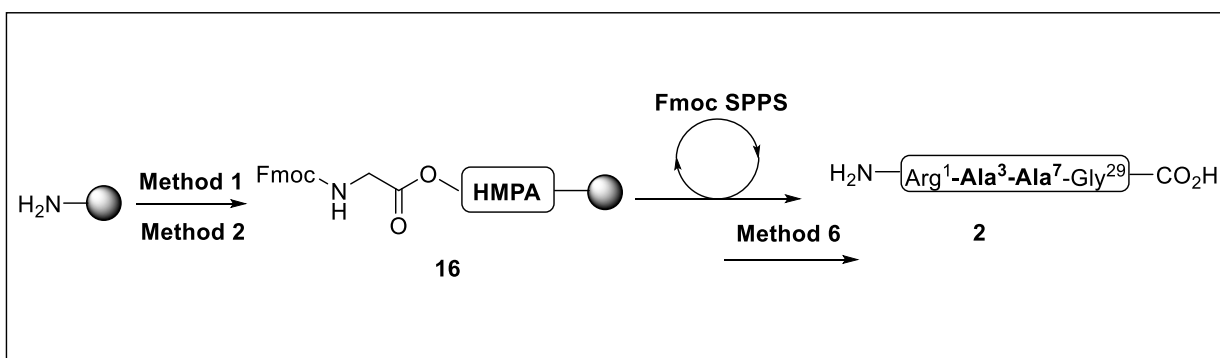 Fmoc SPPS
H₂N
Method 1
Method 2
Fmoc
N
H
O
O
HMPA
16
Method 6
H₂N
Arg¹-Ala³-Ala⁷-Gly²⁹
CO₂H
2